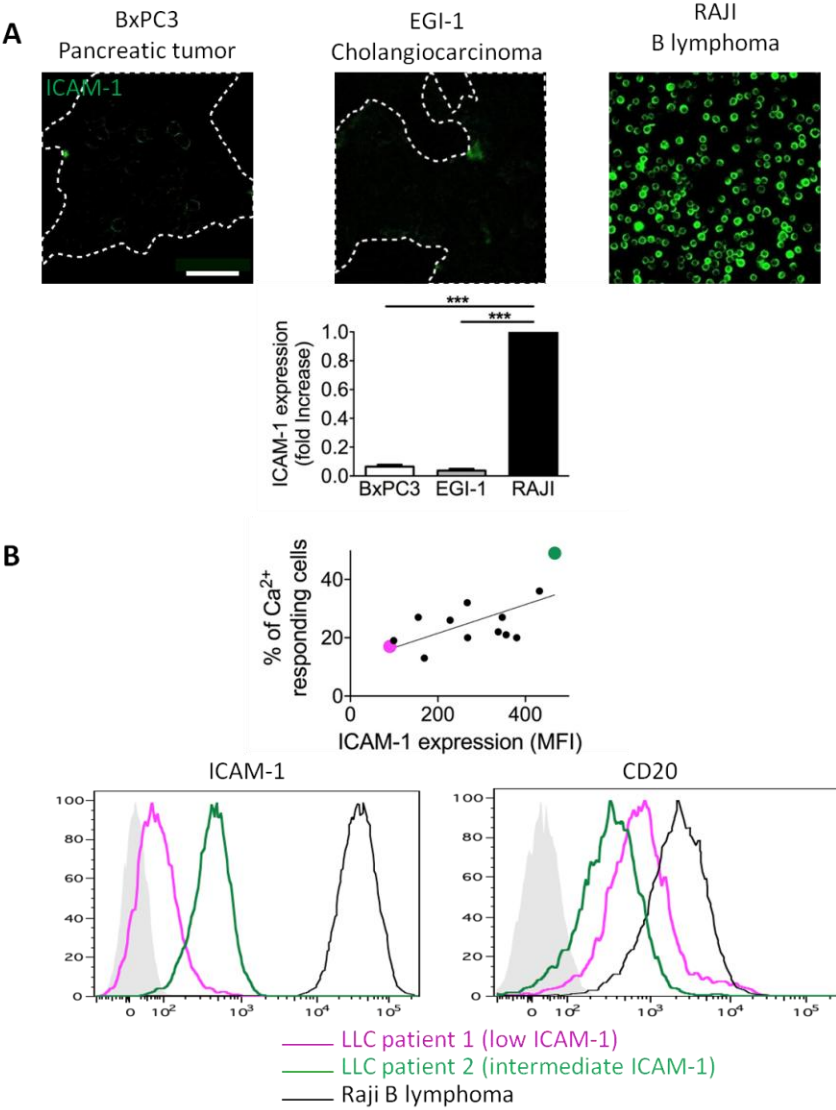 A
BxPC3
Pancreatic tumor
EGI-1
Cholangiocarcinoma
RAJI
B lymphoma
ICAM-1
***
***
ICAM-1 expression
(fold Increase)
1.0
0.8
0.6
0.4
0.2
0.0
BxPC3 EGI-1 RAJI
B
% of Ca2+
responding cells
40
20
0
0 200 400
ICAM-1 expression (MFI)
ICAM-1
100
80
60
40
20
0
0 10² 10³ 10⁴ 10⁵
CD20
100
80
60
40
20
0
0 10² 10³ 10⁴ 10⁵
LLC patient 1 (low ICAM-1)
LLC patient 2 (intermediate ICAM-1)
Raji B lymphoma